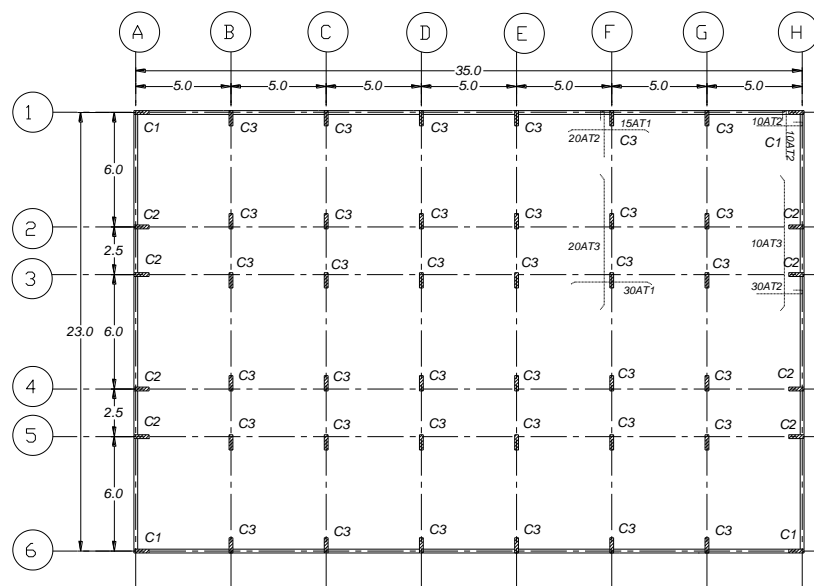 A B C D E F G H
35.0
5.0 5.0 5.0 5.0 5.0 5.0 5.0
1
C1 C3 C3 C3 C3 15AT1 C3 10AT2
20AT2 C3 C1 10AT2
6.0
C2 C3 C3 C3 C3 C3 C3 C2
2
2.5 20AT3 10AT3
C2 C3 C3 C3 C3 C3 C3 C2
3
30AT1 30AT2
23.0 6.0
C2 C3 C3 C3 C3 C3 C3 C2
4
2.5
C2 C3 C3 C3 C3 C3 C3 C2
5
6.0
C1 C3 C3 C3 C3 C3 C3 C1
6